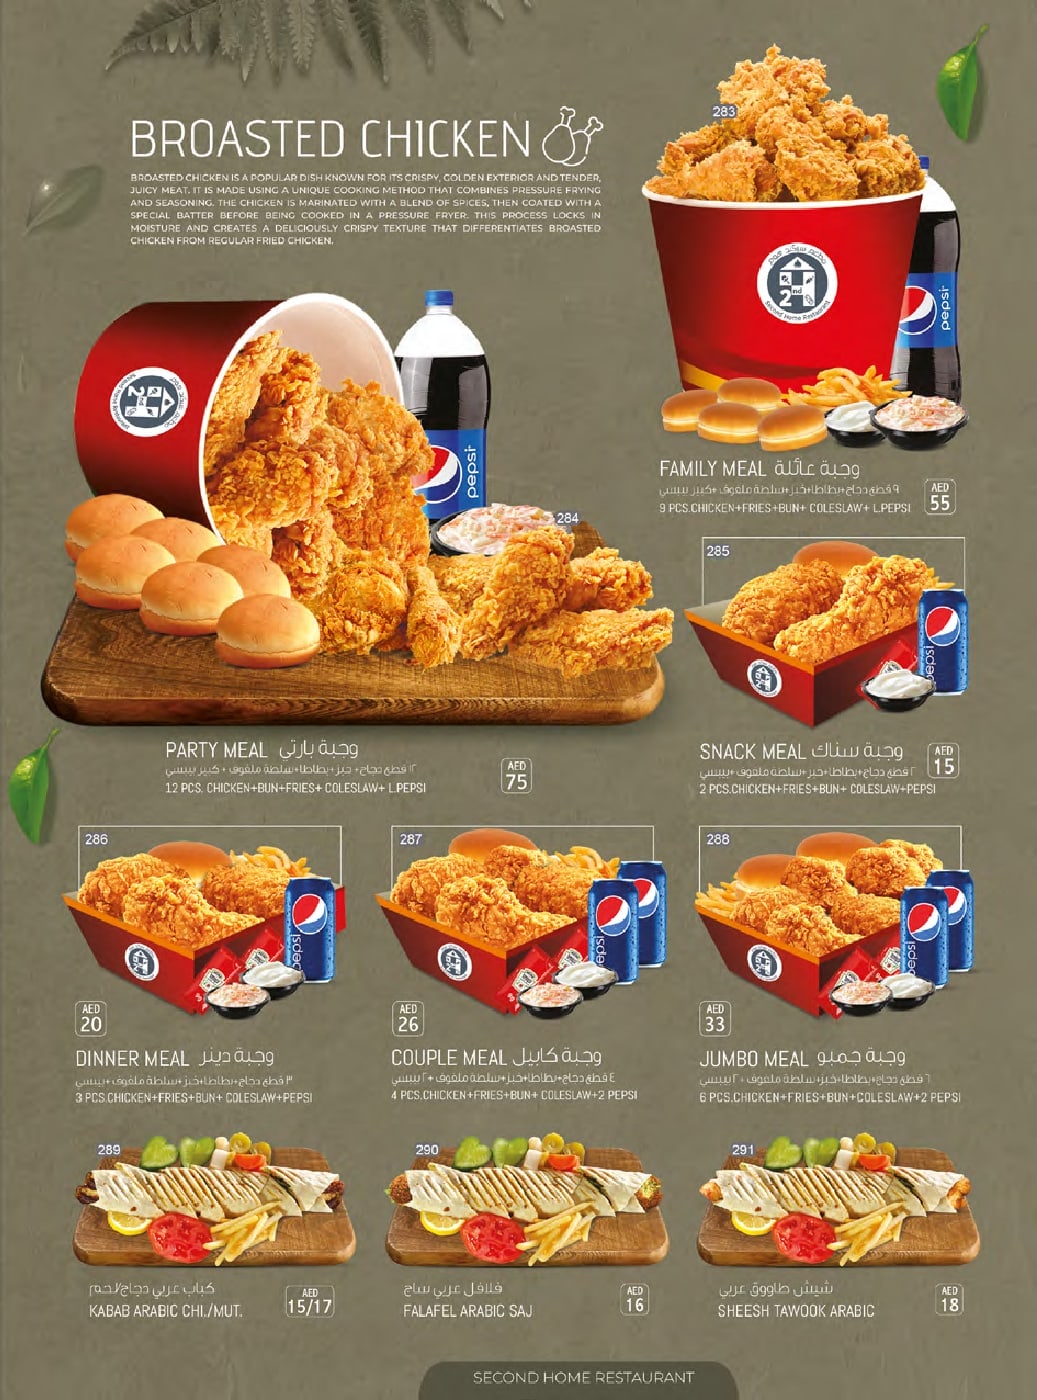 BROASTED CHICKEN
BROASTED CHICKEN IS A POPULAR DISH KNOWN FOR ITS CRISPY, GOLDEN EXTERIOR AND TENDER,
JUICY MEAT. IT IS MADE USING A UNIQUE COOKING METHOD THAT COMBINES PRESSURE FRYING
AND SEASONING. THE CHICKEN IS MARINATED WITH A BLEND OF SPICES, THEN COATED WITH A
SPECIAL BATTER BEFORE BEING COOKED IN A PRESSURE FRYER. THIS PROCESS LOCKS IN
MOISTURE AND CREATES A DELICIOUSLY CRISPY TEXTURE THAT DIFFERENTIATES BROASTED
CHICKEN FROM REGULAR FRIED CHICKEN.
283
2nd
Second Home Restaurant
pepsi
FAMILY MEAL وجبة عائلة
٩ قطع دجاج+بطاطا+خبز+سلطة ملفوف+كبير بيبسي
9 PCS.CHICKEN+FRIES+BUN+ COLESLAW+ L.PEPSI
AED
55
pepsi
284
PARTY MEAL وجبة بارتي
١٢ قطع دجاج+ خبز+بطاطا+سلطة ملفوف + كبير بيبسي
12 PCS. CHICKEN+BUN+FRIES+ COLESLAW+ L.PEPSI
AED
75
285
pepsi
SNACK MEAL وجبة سناك
٢ قطع دجاج+بطاطا+خبز+سلطة ملفوف+بيبسي
2 PCS.CHICKEN+FRIES+BUN+ COLESLAW+PEPSI
AED
15
286
pepsi
AED
20
DINNER MEAL وجبة دينر
٣ قطع دجاج+بطاطا+خبز+سلطة ملفوف+بيبسي
3 PCS.CHICKEN+FRIES+BUN+ COLESLAW+PEPSI
287
pepsi
AED
26
COUPLE MEAL وجبة كابيل
٤ قطع دجاج+بطاطا+خبز+سلطة ملفوف+٢ بيبسي
4 PCS.CHICKEN+FRIES+BUN+ COLESLAW+2 PEPSI
288
pepsi
AED
33
JUMBO MEAL وجبة جمبو
٦ قطع دجاج+بطاطا+خبز+سلطة ملفوف+٢ بيبسي
6 PCS.CHICKEN+FRIES+BUN+COLESLAW+2 PEPSI
289
كباب عربي دجاج/لحم
KABAB ARABIC CHI./MUT.
AED
15/17
290
فلافل عربي ساج
FALAFEL ARABIC SAJ
AED
16
291
شيش طاووق عربي
SHEESH TAWOOK ARABIC
AED
18
SECOND HOME RESTAURANT